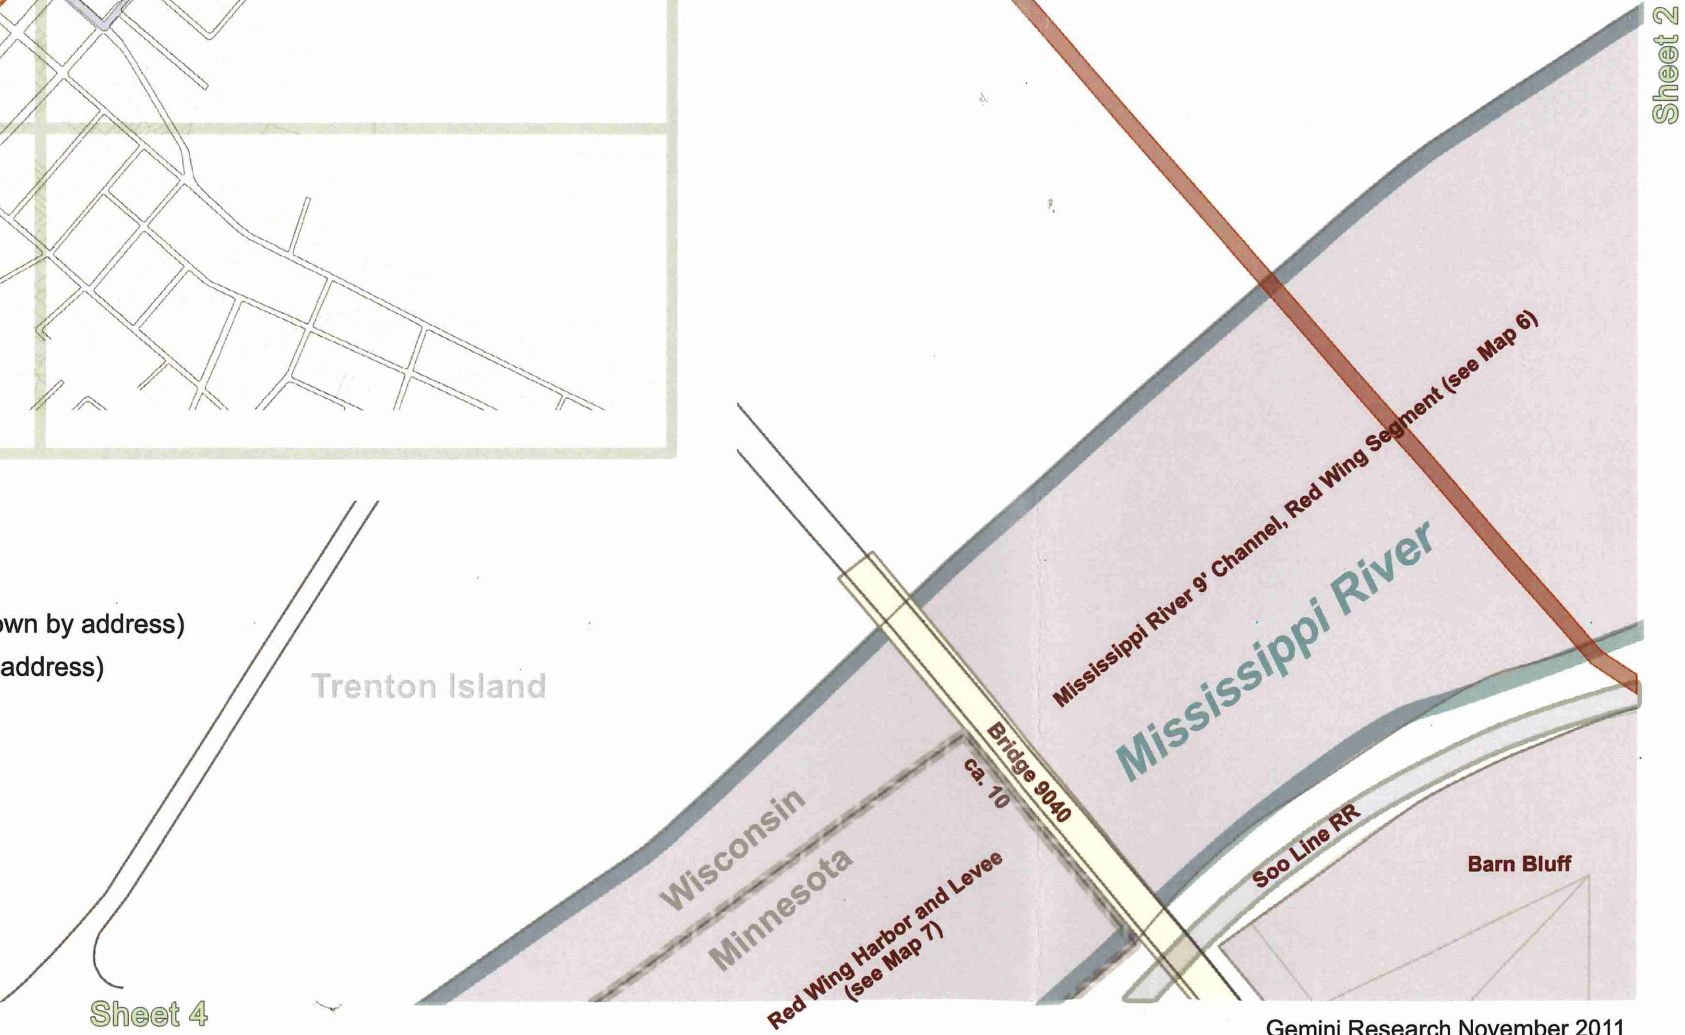 Sheet 2
Mississippi River 9' Channel, Red Wing Segment (see Map 6)
Mississippi River
own by address)
address)
Trenton Island
Bridge 9040
ca. 10
Wisconsin
Minnesota
Soo Line RR
Barn Bluff
Red Wing Harbor and Levee
(see Map 7)
Sheet 4
Gemini Research November 2011